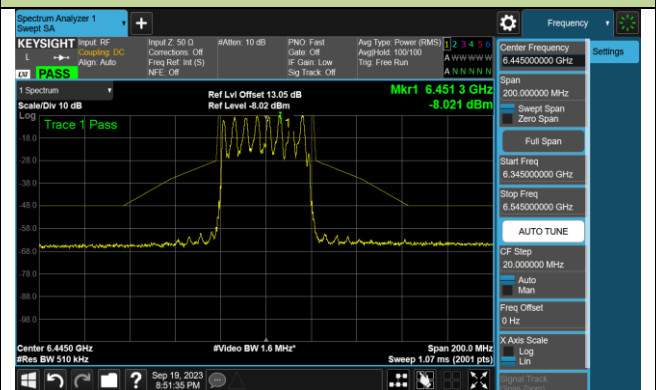 Spectrum Analyzer 1
Swept SA
Frequency
KEYSIGHT
Input: RF
Coupling: DC
Align: Auto
Input Z: 50 Ω
Corrections: Off
Freq Ref: Int (S)
NFE: Off
#Atten: 10 dB
PNO: Fast
Gate: Off
IF Gain: Low
Sig Track: Off
Avg Type: Power (RMS)
Avg|Hold: 100/100
Trig: Free Run
1 2 3 4 5 6
A W W W W W
A N N N N N
L
LXI
PASS
1 Spectrum
Scale/Div 10 dB
Log
Ref Lvl Offset 13.05 dB
Ref Level -8.02 dBm
Mkr1 6.451 3 GHz
-8.021 dBm
Trace 1 Pass
1
-18.0
-28.0
-38.0
-48.0
-58.0
-68.0
-78.0
-88.0
-98.0
Center 6.4450 GHz
#Res BW 510 kHz
#Video BW 1.6 MHz*
Span 200.0 MHz
Sweep 1.07 ms (2001 pts)
Sep 19, 2023
8:51:35 PM
?
Center Frequency
6.445000000 GHz
Settings
Span
200.000000 MHz
Swept Span
Zero Span
Full Span
Start Freq
6.345000000 GHz
Stop Freq
6.545000000 GHz
AUTO TUNE
CF Step
20.000000 MHz
Auto
Man
Freq Offset
0 Hz
X Axis Scale
Log
Lin
Signal Track
(Span Zoom)